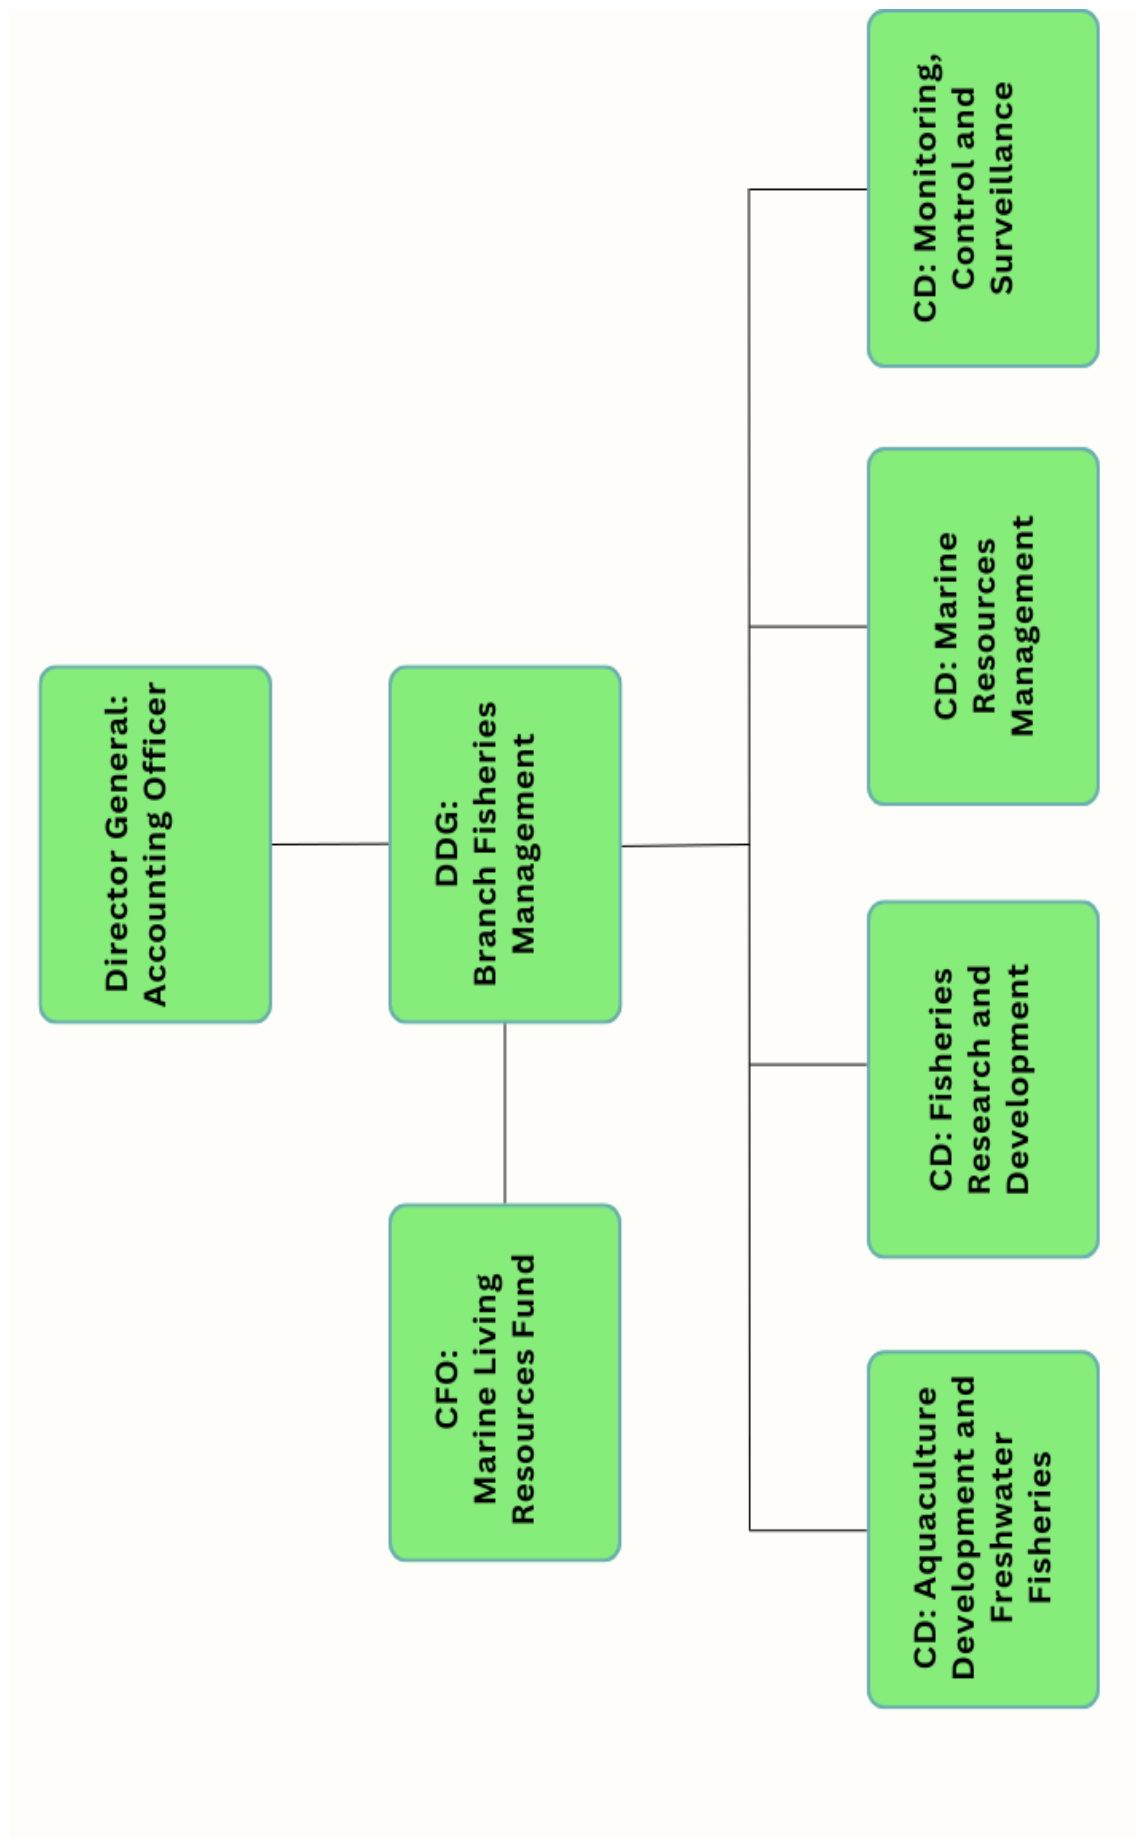 Director General:
Accounting Officer
CFO:
Marine Living
Resources Fund
DDG:
Branch Fisheries
Management
CD: Aquaculture
Development and
Freshwater
Fisheries
CD: Fisheries
Research and
Development
CD: Marine
Resources
Management
CD: Monitoring,
Control and
Surveillance